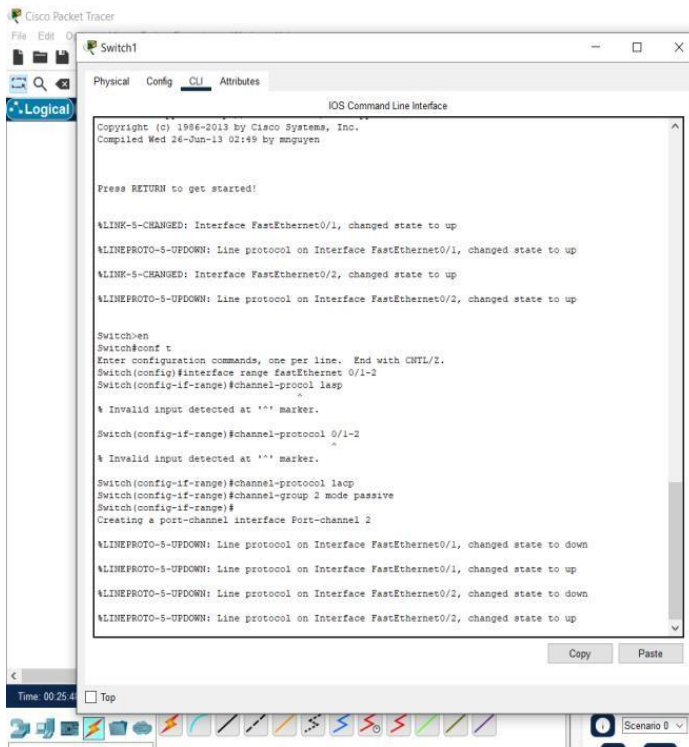 Cisco Packet Tracer
File Edit
Switch1
Physical Config CLI Attributes
Logical
IOS Command Line Interface
Copyright (c) 1986-2013 by Cisco Systems, Inc.
Compiled Wed 26-Jun-13 02:49 by mnguyen
Press RETURN to get started!
%LINK-5-CHANGED: Interface FastEthernet0/1, changed state to up
%LINEPROTO-5-UPDOWN: Line protocol on Interface FastEthernet0/1, changed state to up
%LINK-5-CHANGED: Interface FastEthernet0/2, changed state to up
%LINEPROTO-5-UPDOWN: Line protocol on Interface FastEthernet0/2, changed state to up
Switch>en
Switch#conf t
Enter configuration commands, one per line. End with CNTL/Z.
Switch(config)#interface range fastEthernet 0/1-2
Switch(config-if-range)#channel-procol lasp
^
% Invalid input detected at '^' marker.
Switch(config-if-range)#channel-protocol 0/1-2
^
% Invalid input detected at '^' marker.
Switch(config-if-range)#channel-protocol lacp
Switch(config-if-range)#channel-group 2 mode passive
Switch(config-if-range)#
Creating a port-channel interface Port-channel 2
%LINEPROTO-5-UPDOWN: Line protocol on Interface FastEthernet0/1, changed state to down
%LINEPROTO-5-UPDOWN: Line protocol on Interface FastEthernet0/1, changed state to up
%LINEPROTO-5-UPDOWN: Line protocol on Interface FastEthernet0/2, changed state to down
%LINEPROTO-5-UPDOWN: Line protocol on Interface FastEthernet0/2, changed state to up
Copy Paste
Time: 00:25:4
Top
Scenario 0